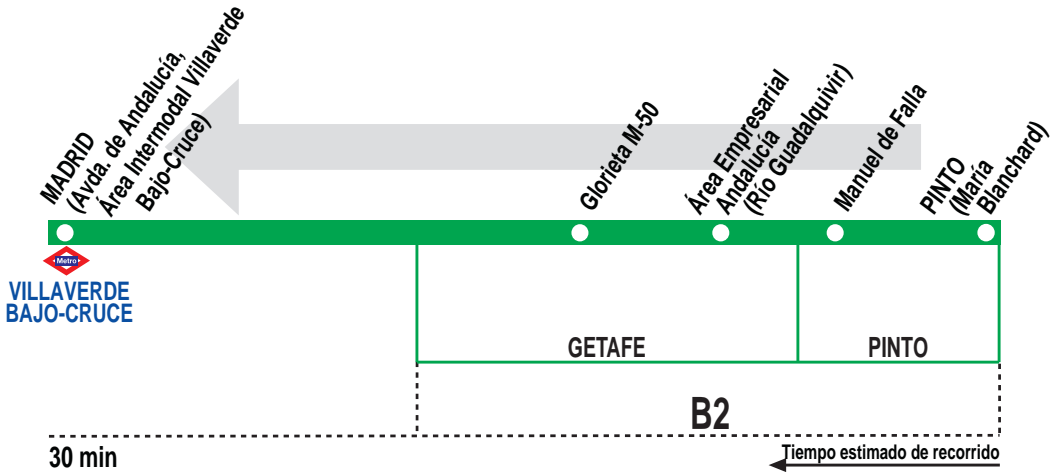 MADRID
(Avda. de Andalucía,
Área Intermodal Villaverde
Bajo-Cruce)
Glorieta M-50
Área Empresarial
Andalucía
(Río Guadalquivir)
Manuel de Falla
PINTO
(María
Blanchard)
Metro
VILLAVERDE
BAJO-CRUCE
GETAFE
PINTO
B2
30 min
Tiempo estimado de recorrido